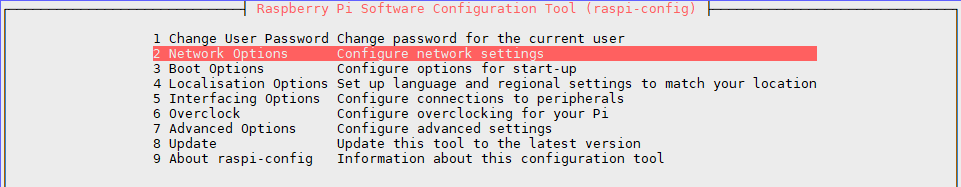 Raspberry Pi Software Configuration Tool (raspi-config)
1 Change User Password Change password for the current user
2 Network Options Configure network settings
3 Boot Options Configure options for start-up
4 Localisation Options Set up language and regional settings to match your location
5 Interfacing Options Configure connections to peripherals
6 Overclock Configure overclocking for your Pi
7 Advanced Options Configure advanced settings
8 Update Update this tool to the latest version
9 About raspi-config Information about this configuration tool